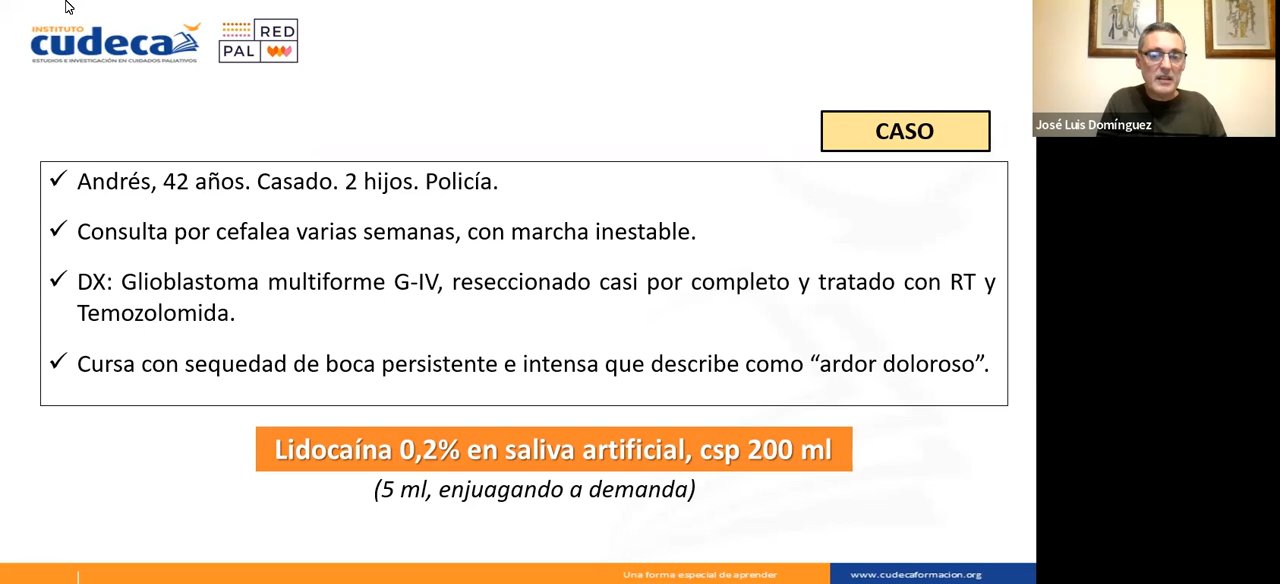 INSTITUTO
cudeca
ESTUDIOS E INVESTIGACIÓN EN CUIDADOS PALIATIVOS
RED
PAL
José Luis Domínguez
CASO
✓ Andrés, 42 años. Casado. 2 hijos. Policía.
✓ Consulta por cefalea varias semanas, con marcha inestable.
✓ DX: Glioblastoma multiforme G-IV, reseccionado casi por completo y tratado con RT y
Temozolomida.
✓ Cursa con sequedad de boca persistente e intensa que describe como “ardor doloroso”.
Lidocaína 0,2% en saliva artificial, csp 200 ml
(5 ml, enjuagando a demanda)
Una forma especial de aprender
www.cudecaformacion.org